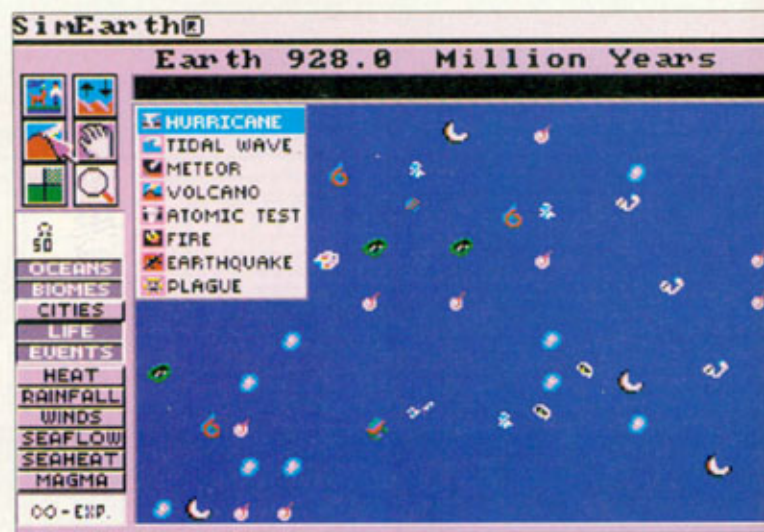 SimEarth
Earth 928.0 Million Years
HURRICANE
TIDAL WAVE
METEOR
VOLCANO
ATOMIC TEST
FIRE
EARTHQUAKE
PLAGUE
Ω
50
OCEANS
BIOMES
CITIES
LIFE
EVENTS
HEAT
RAINFALL
WINDS
SEAFLOW
SEAHEAT
MAGMA
∞-EXP.